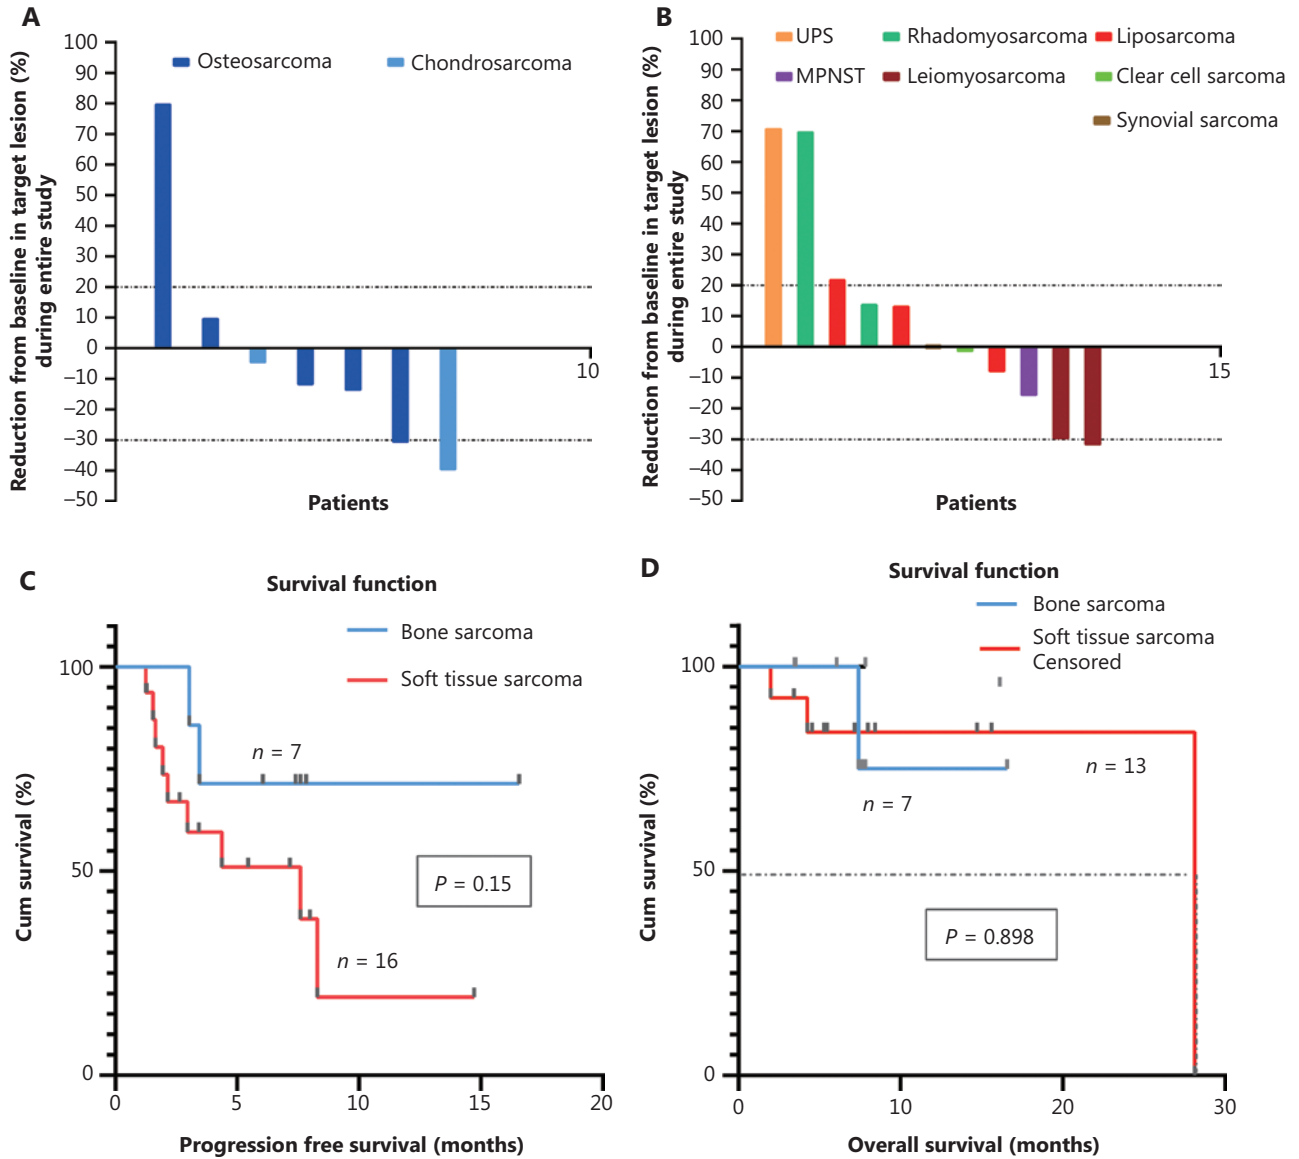 A
Reduction from baseline in target lesion (%)
during entire study
100
90
80
70
60
50
40
30
20
10
0
–10
–20
–30
–40
–50
Osteosarcoma
Chondrosarcoma
10
Patients
B
Reduction from baseline in target lesion (%)
during entire study
100
90
80
70
60
50
40
30
20
10
0
–10
–20
–30
–40
–50
UPS
Rhadomyosarcoma
Liposarcoma
MPNST
Leiomyosarcoma
Clear cell sarcoma
Synovial sarcoma
15
Patients
C
Survival function
Bone sarcoma
Soft tissue sarcoma
Cum survival (%)
100
50
0
n = 7
P = 0.15
n = 16
0
5
10
15
20
Progression free survival (months)
D
Survival function
Bone sarcoma
Soft tissue sarcoma
Censored
Cum survival (%)
100
50
0
n = 13
n = 7
P = 0.898
0
10
20
30
Overall survival (months)